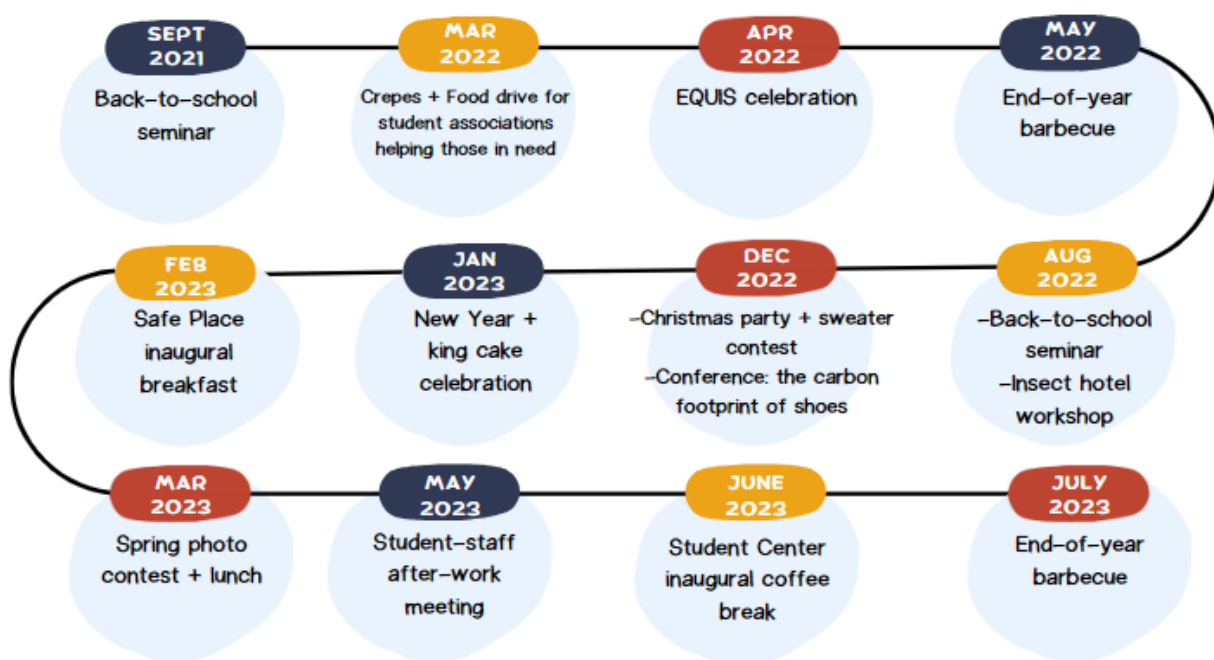 SEPT
2021
Back-to-school
seminar
MAR
2022
Crepes + Food drive for
student associations
helping those in need
APR
2022
EQUIS celebration
MAY
2022
End-of-year
barbecue
AUG
2022
-Back-to-school
seminar
-Insect hotel
workshop
DEC
2022
-Christmas party + sweater
contest
-Conference: the carbon
footprint of shoes
JAN
2023
New Year +
king cake
celebration
FEB
2023
Safe Place
inaugural
breakfast
MAR
2023
Spring photo
contest + lunch
MAY
2023
Student-staff
after-work
meeting
JUNE
2023
Student Center
inaugural coffee
break
JULY
2023
End-of-year
barbecue